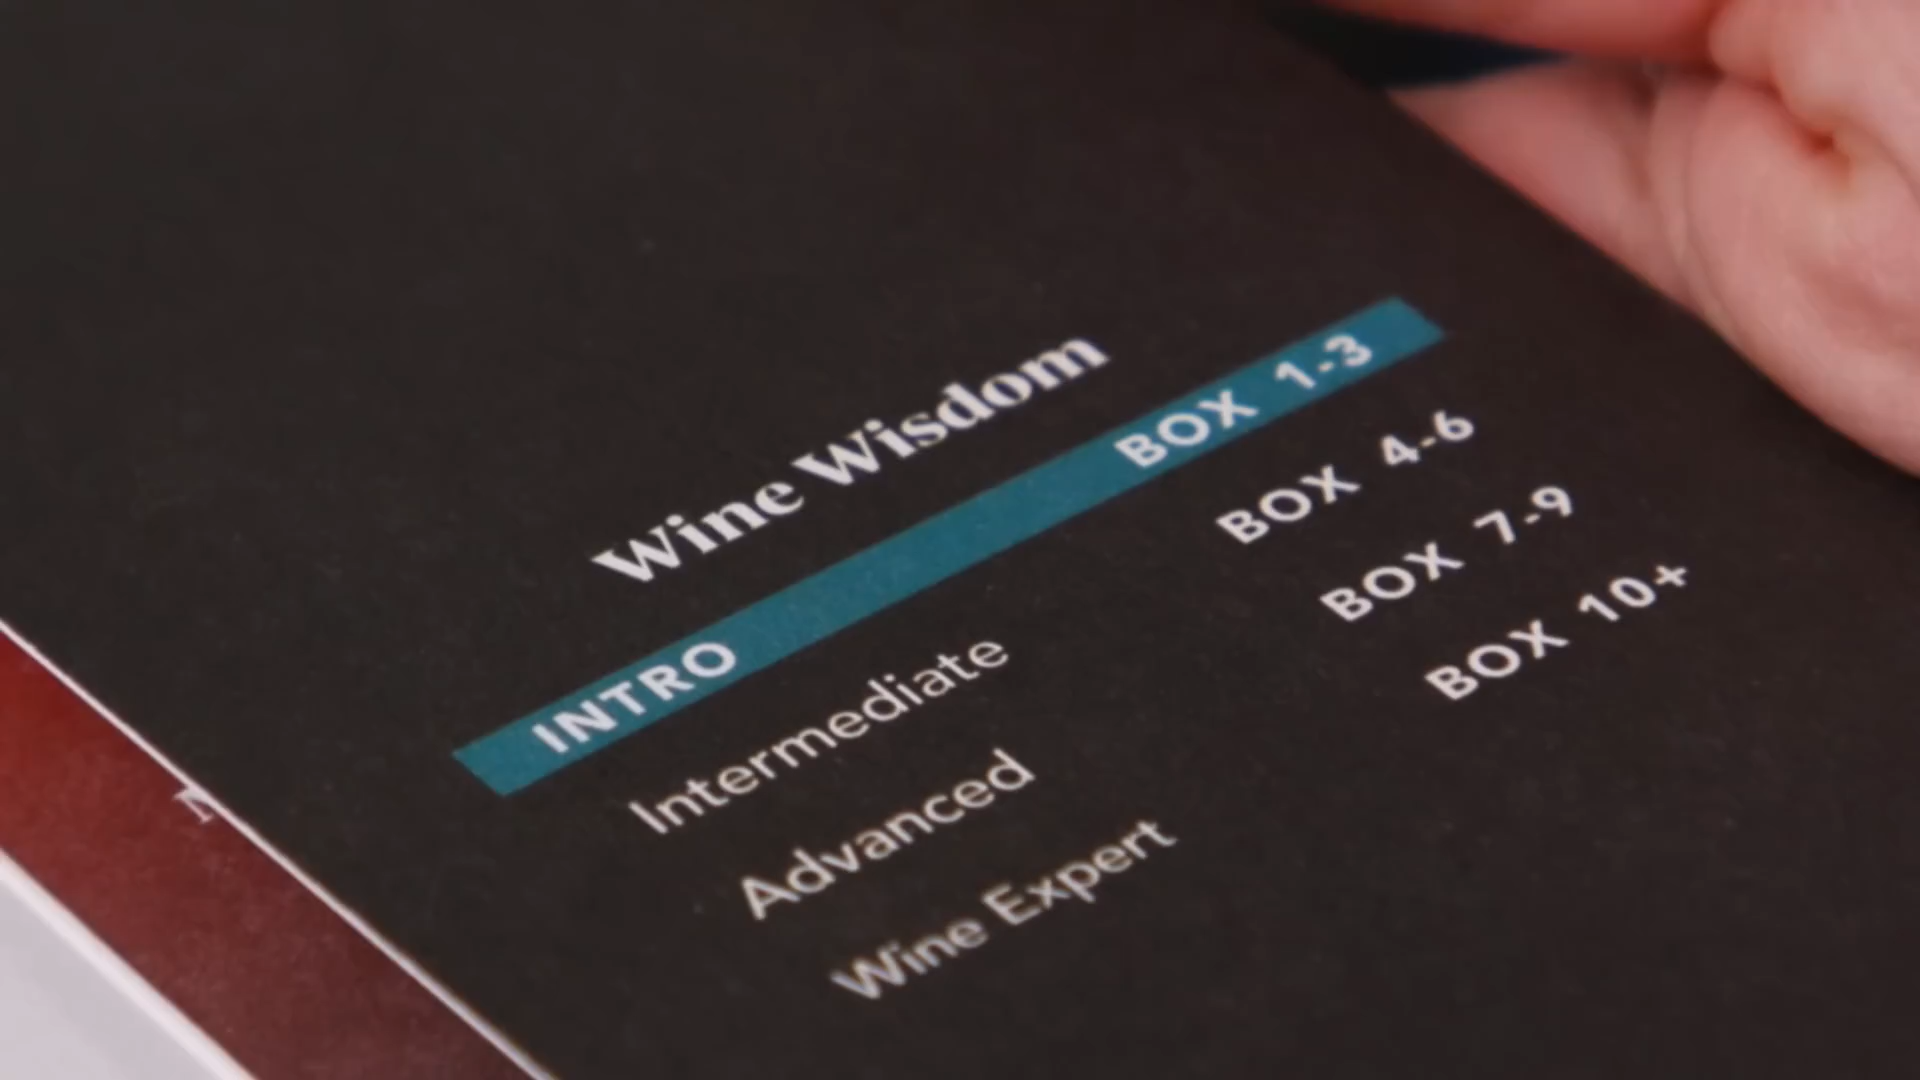 Wine Wisdom
INTRO BOX 1-3
Intermediate BOX 4-6
Advanced BOX 7-9
Wine Expert BOX 10+